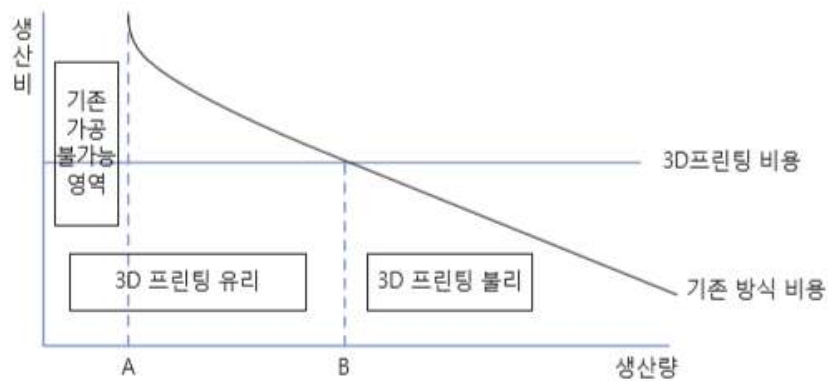 생
산
비
기존
가공
불가능
영역
3D프린팅 비용
3D 프린팅 유리
3D 프린팅 불리
기존 방식 비용
A
B
생산량